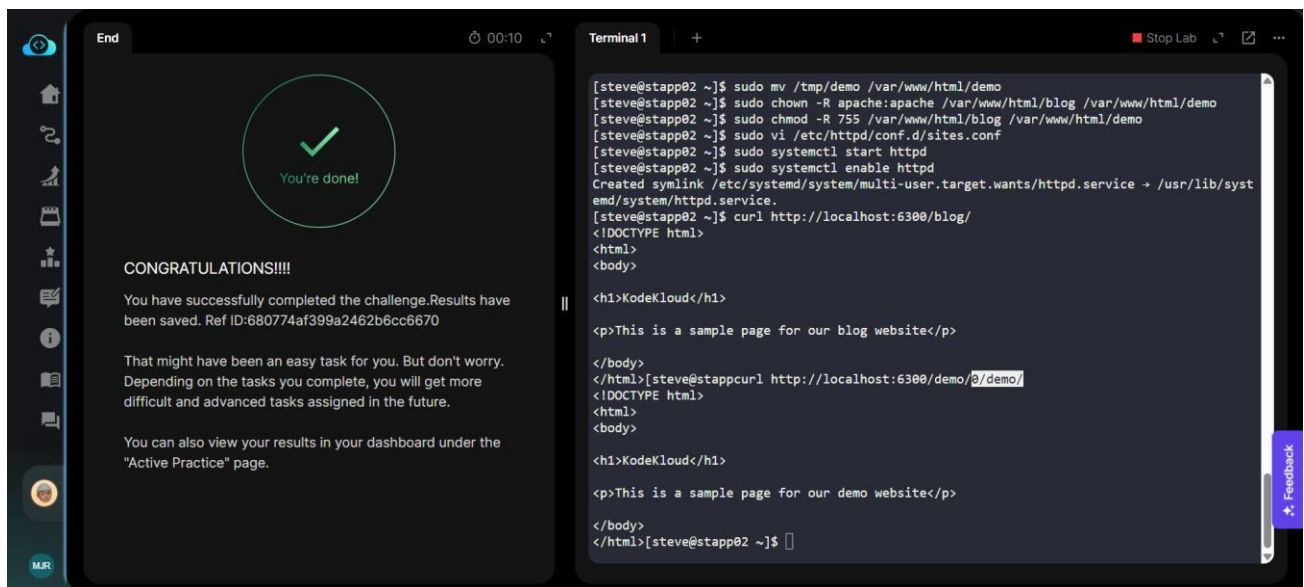 End
00:10
Terminal 1
+
Stop Lab
You're done!
CONGRATULATIONS!!!!
You have successfully completed the challenge.Results have
been saved. Ref ID:680774af399a2462b6cc6670
That might have been an easy task for you. But don't worry.
Depending on the tasks you complete, you will get more
difficult and advanced tasks assigned in the future.
You can also view your results in your dashboard under the
"Active Practice" page.
[steve@stapp02 ~]$ sudo mv /tmp/demo /var/www/html/demo
[steve@stapp02 ~]$ sudo chown -R apache:apache /var/www/html/blog /var/www/html/demo
[steve@stapp02 ~]$ sudo chmod -R 755 /var/www/html/blog /var/www/html/demo
[steve@stapp02 ~]$ sudo vi /etc/httpd/conf.d/sites.conf
[steve@stapp02 ~]$ sudo systemctl start httpd
[steve@stapp02 ~]$ sudo systemctl enable httpd
Created symlink /etc/systemd/system/multi-user.target.wants/httpd.service → /usr/lib/syst
emd/system/httpd.service.
[steve@stapp02 ~]$ curl http://localhost:6300/blog/
<!DOCTYPE html>
<html>
<body>
<h1>KodeKloud</h1>
<p>This is a sample page for our blog website</p>
</body>
</html>[steve@stappcurl http://localhost:6300/demo/0/demo/
<!DOCTYPE html>
<html>
<body>
<h1>KodeKloud</h1>
<p>This is a sample page for our demo website</p>
</body>
</html>[steve@stapp02 ~]$
Feedback
MJR